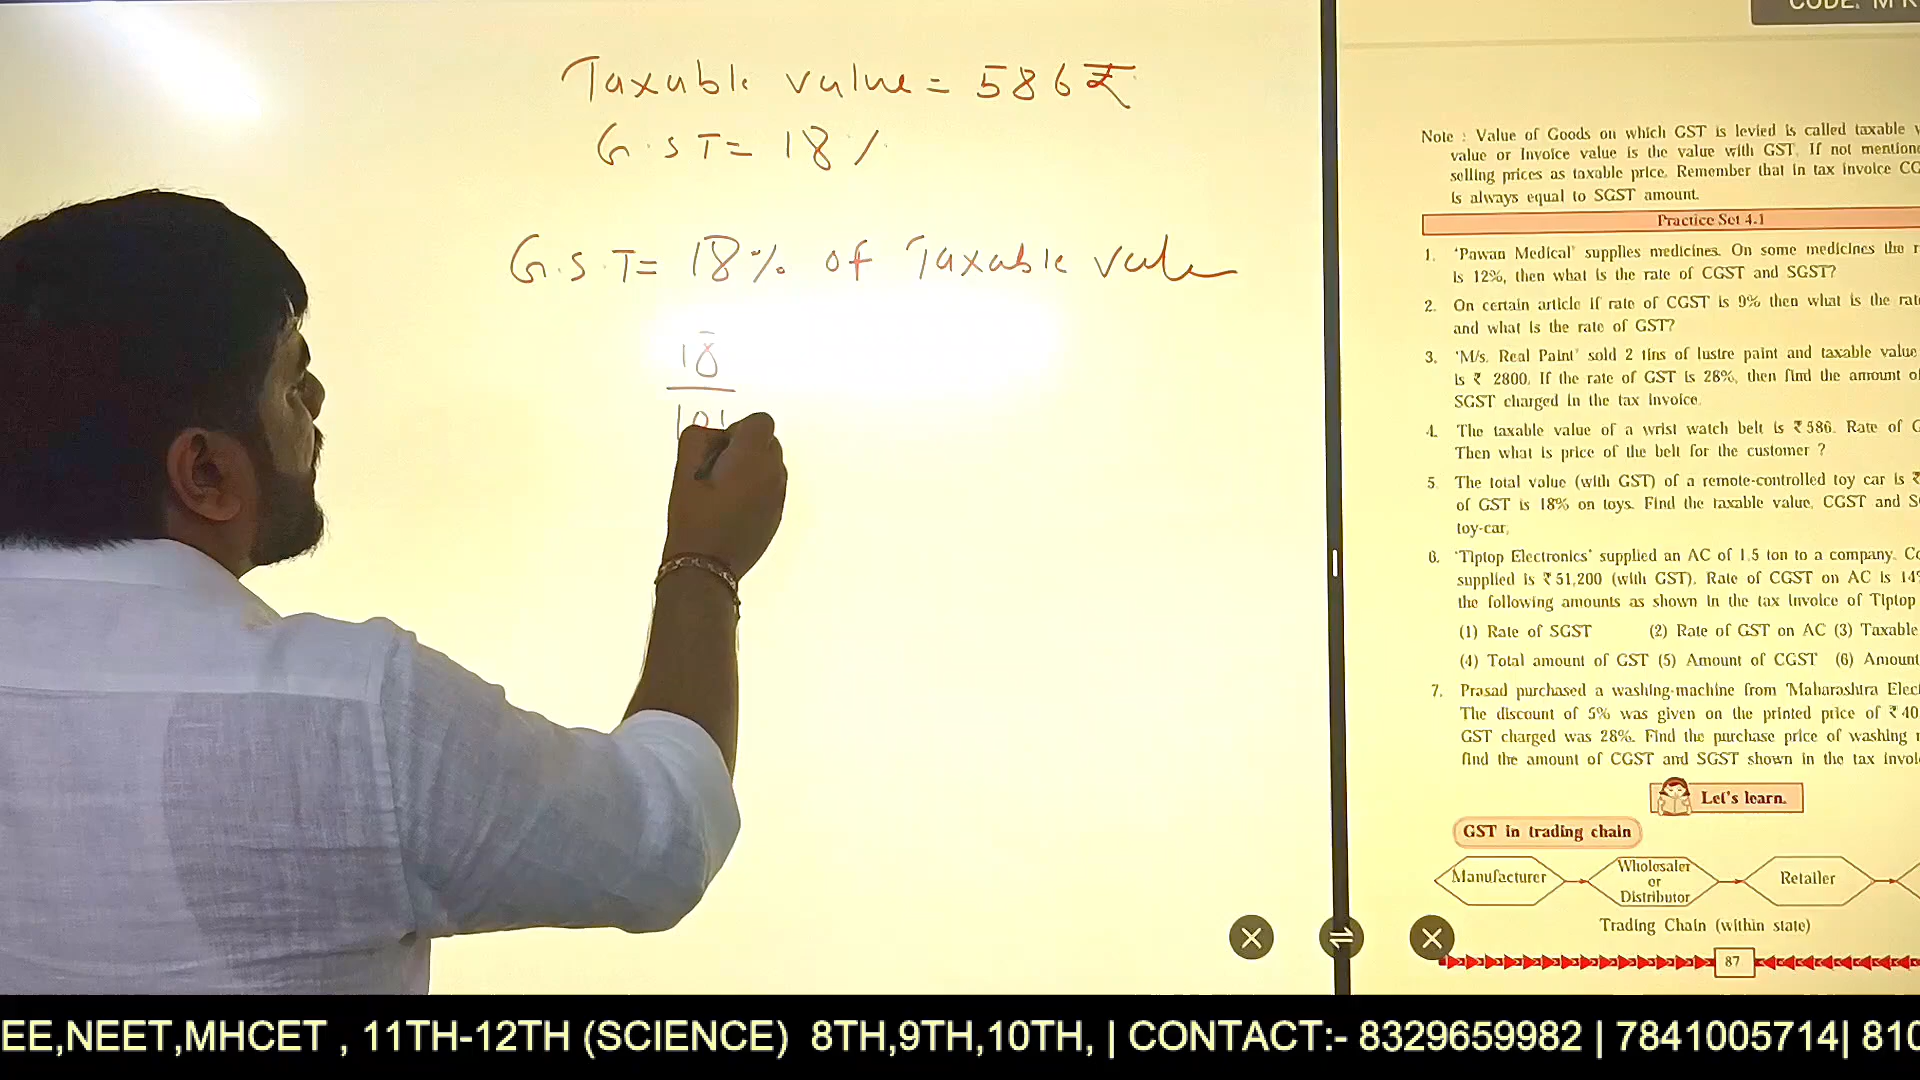 Taxable value = 586₹
G.S T = 18 %
G.S.T = 18% of Taxable value
18
CODE: M
Note : Value of Goods on which GST is levied is called taxable
value or Invoice value is the value with GST. If not
selling prices as taxable price. Remember that in tax invoice
is always equal to SGST amount.
Practice Set 4.1
1. 'Pawan Medical' supplies medicines. On some medicines the
is 12%, then what is the rate of CGST and SGST?
2. On certain article if rate of CGST is 9% then what is the
and what is the rate of GST?
3. 'M/s. Real Paint' sold 2 tins of lustre paint and taxable value
is ₹ 2800. If the rate of GST is 28%, then find the amount
SGST charged in the tax invoice.
4. The taxable value of a wrist watch belt is ₹ 586. Rate of
Then what is price of the belt for the customer ?
5. The total value (with GST) of a remote-controlled toy car is ₹
of GST is 18% on toys. Find the taxable value, CGST and
toy-car.
6. 'Tiptop Electronics' supplied an AC of 1.5 ton to a company.
supplied is ₹ 51,200 (with GST). Rate of CGST on AC is
the following amounts as shown in the tax invoice of Tiptop
(1) Rate of SGST (2) Rate of GST on AC (3) Taxable
(4) Total amount of GST (5) Amount of CGST (6) Amount
7. Prasad purchased a washing-machine from 'Maharashtra
The discount of 5% was given on the printed price of ₹
GST charged was 28%. Find the purchase price of washing
find the amount of CGST and SGST shown in the tax
Let's learn.
GST in trading chain
Manufacturer
Wholesaler
or
Distributor
Retailer
Trading Chain (within state)
87
EE,NEET,MHCET , 11TH-12TH (SCIENCE) 8TH,9TH,10TH, | CONTACT:- 8329659982 | 7841005714| 810